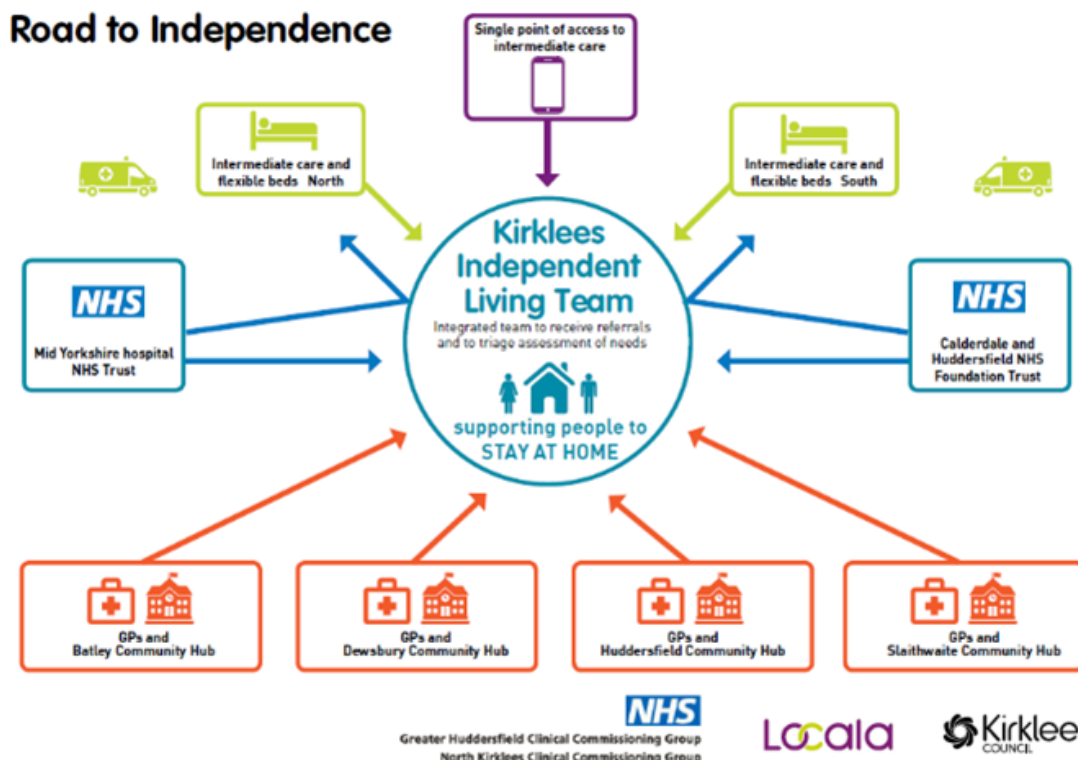 Road to Independence
Single point of access to
intermediate care
Intermediate care and
flexible beds North
Intermediate care and
flexible beds South
Kirklees
Independent
Living Team
Integrated team to receive referrals
and to triage assessment of needs
supporting people to
STAY AT HOME
NHS
Mid Yorkshire hospital
NHS Trust
NHS
Calderdale and
Huddersfield NHS
Foundation Trust
GPs and
Batley Community Hub
GPs and
Dewsbury Community Hub
GPs and
Huddersfield Community Hub
GPs and
Slaithwaite Community Hub
NHS
Greater Huddersfield Clinical Commissioning Group
North Kirklees Clinical Commissioning Group
Locala
Kirklee
COUNCIL